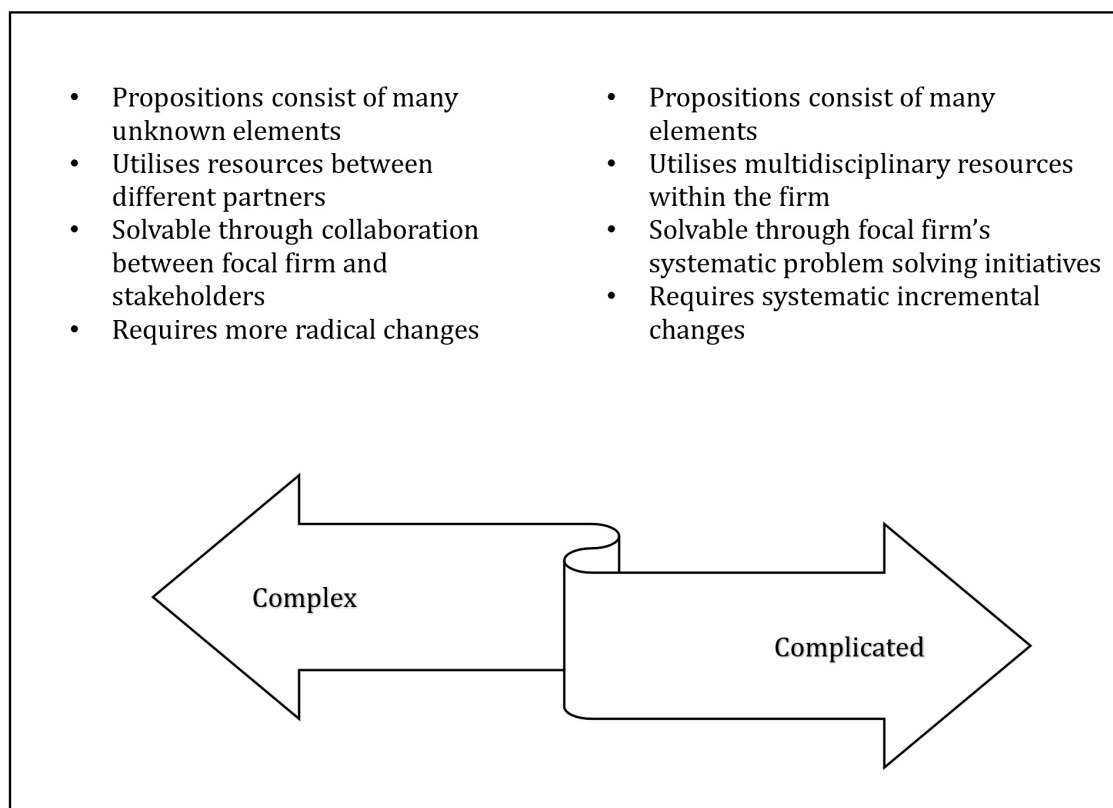 • Propositions consist of many
unknown elements
• Utilises resources between
different partners
• Solvable through collaboration
between focal firm and
stakeholders
• Requires more radical changes
• Propositions consist of many
elements
• Utilises multidisciplinary resources
within the firm
• Solvable through focal firm’s
systematic problem solving initiatives
• Requires systematic incremental
changes
Complex
Complicated